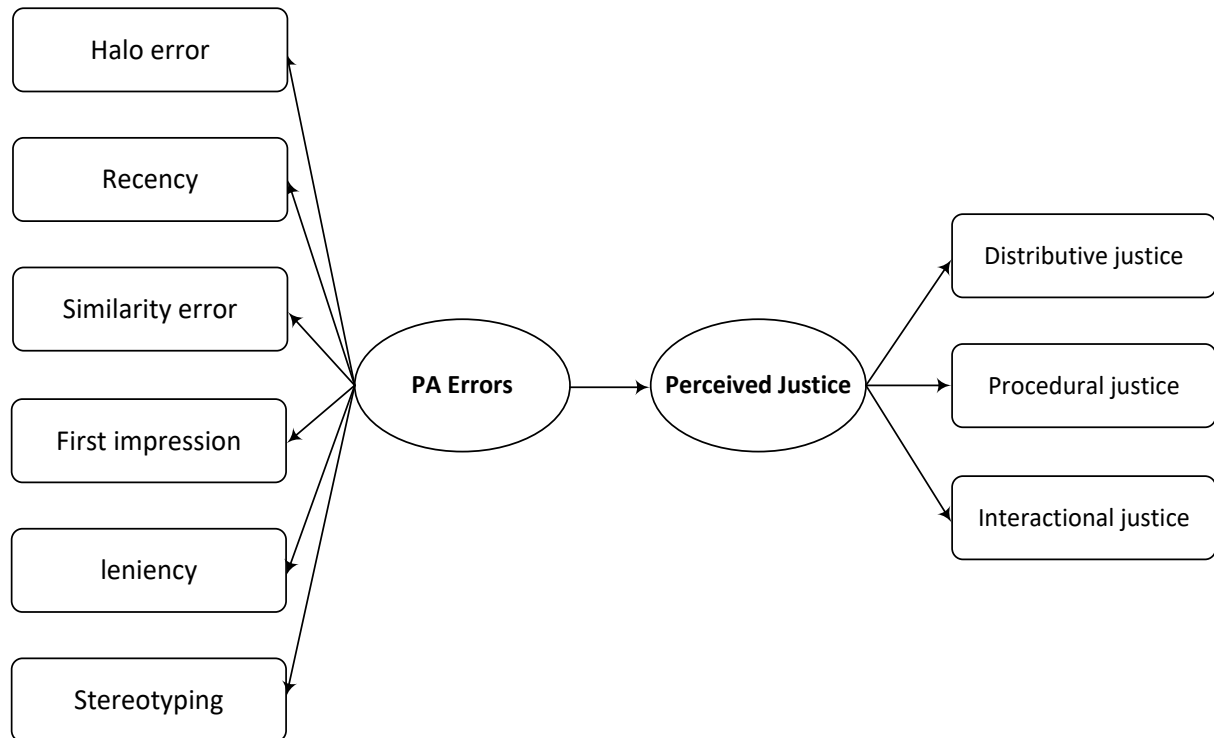 Halo error
Recency
Similarity error
First impression
leniency
Stereotyping
PA Errors
Perceived Justice
Distributive justice
Procedural justice
Interactional justice